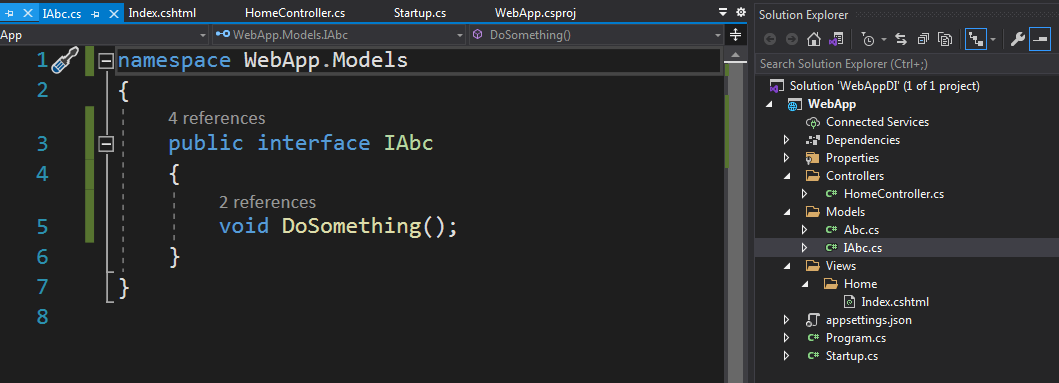 IAbc.cs Index.cshtml HomeController.cs Startup.cs WebApp.csproj
App WebApp.Models.IAbc DoSomething()
1 namespace WebApp.Models
2 {
4 references
3 public interface IAbc
4 {
2 references
5 void DoSomething();
6 }
7 }
8
Solution Explorer
Search Solution Explorer (Ctrl+;)
Solution 'WebAppDI' (1 of 1 project)
WebApp
Connected Services
Dependencies
Properties
Controllers
C# HomeController.cs
Models
C# Abc.cs
C# IAbc.cs
Views
Home
Index.cshtml
appsettings.json
C# Program.cs
C# Startup.cs